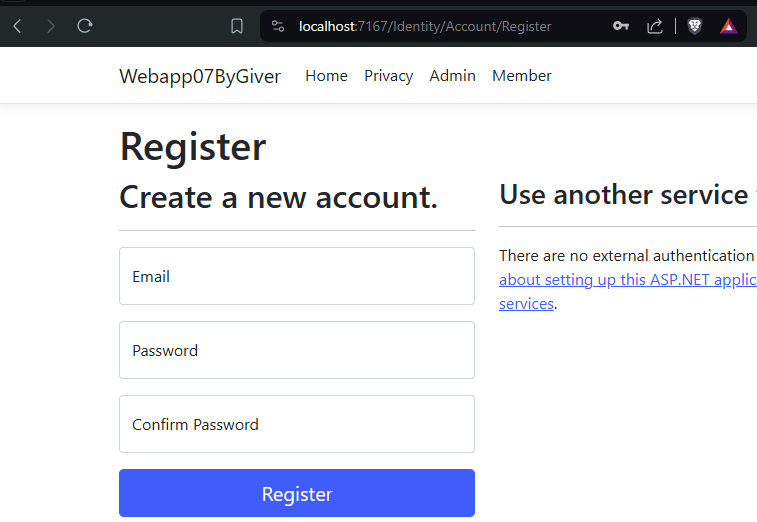 localhost:7167/Identity/Account/Register
Webapp07ByGiver Home Privacy Admin Member
Register
Create a new account.
Email
Password
Confirm Password
Register
Use another service
There are no external authentication
about setting up this ASP.NET applic
services.